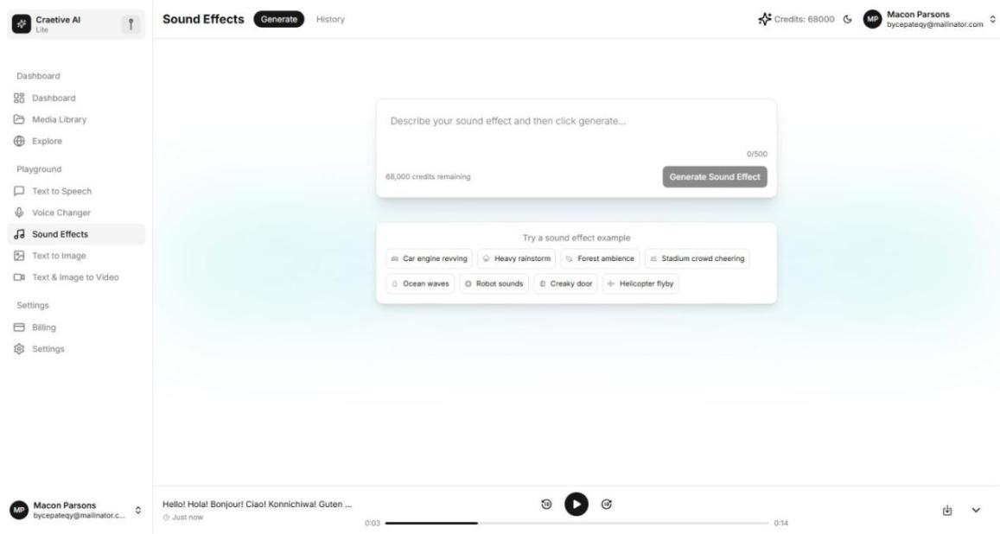 Craetive AI
Lite
Dashboard
Dashboard
Media Library
Explore
Playground
Text to Speech
Voice Changer
Sound Effects
Text to Image
Text & Image to Video
Settings
Billing
Settings
MP
Macon Parsons
bycepateqy@mailinator.c...
Sound Effects
Generate
History
Credits: 68000
MP
Macon Parsons
bycepateqy@mailinator.com
Describe your sound effect and then click generate...
0/500
68,000 credits remaining
Generate Sound Effect
Try a sound effect example
Car engine revving
Heavy rainstorm
Forest ambience
Stadium crowd cheering
Ocean waves
Robot sounds
Creaky door
Helicopter flyby
Hello! Hola! Bonjour! Ciao! Konnichiwa! Guten ...
Just now
10
10
0:03
0:14